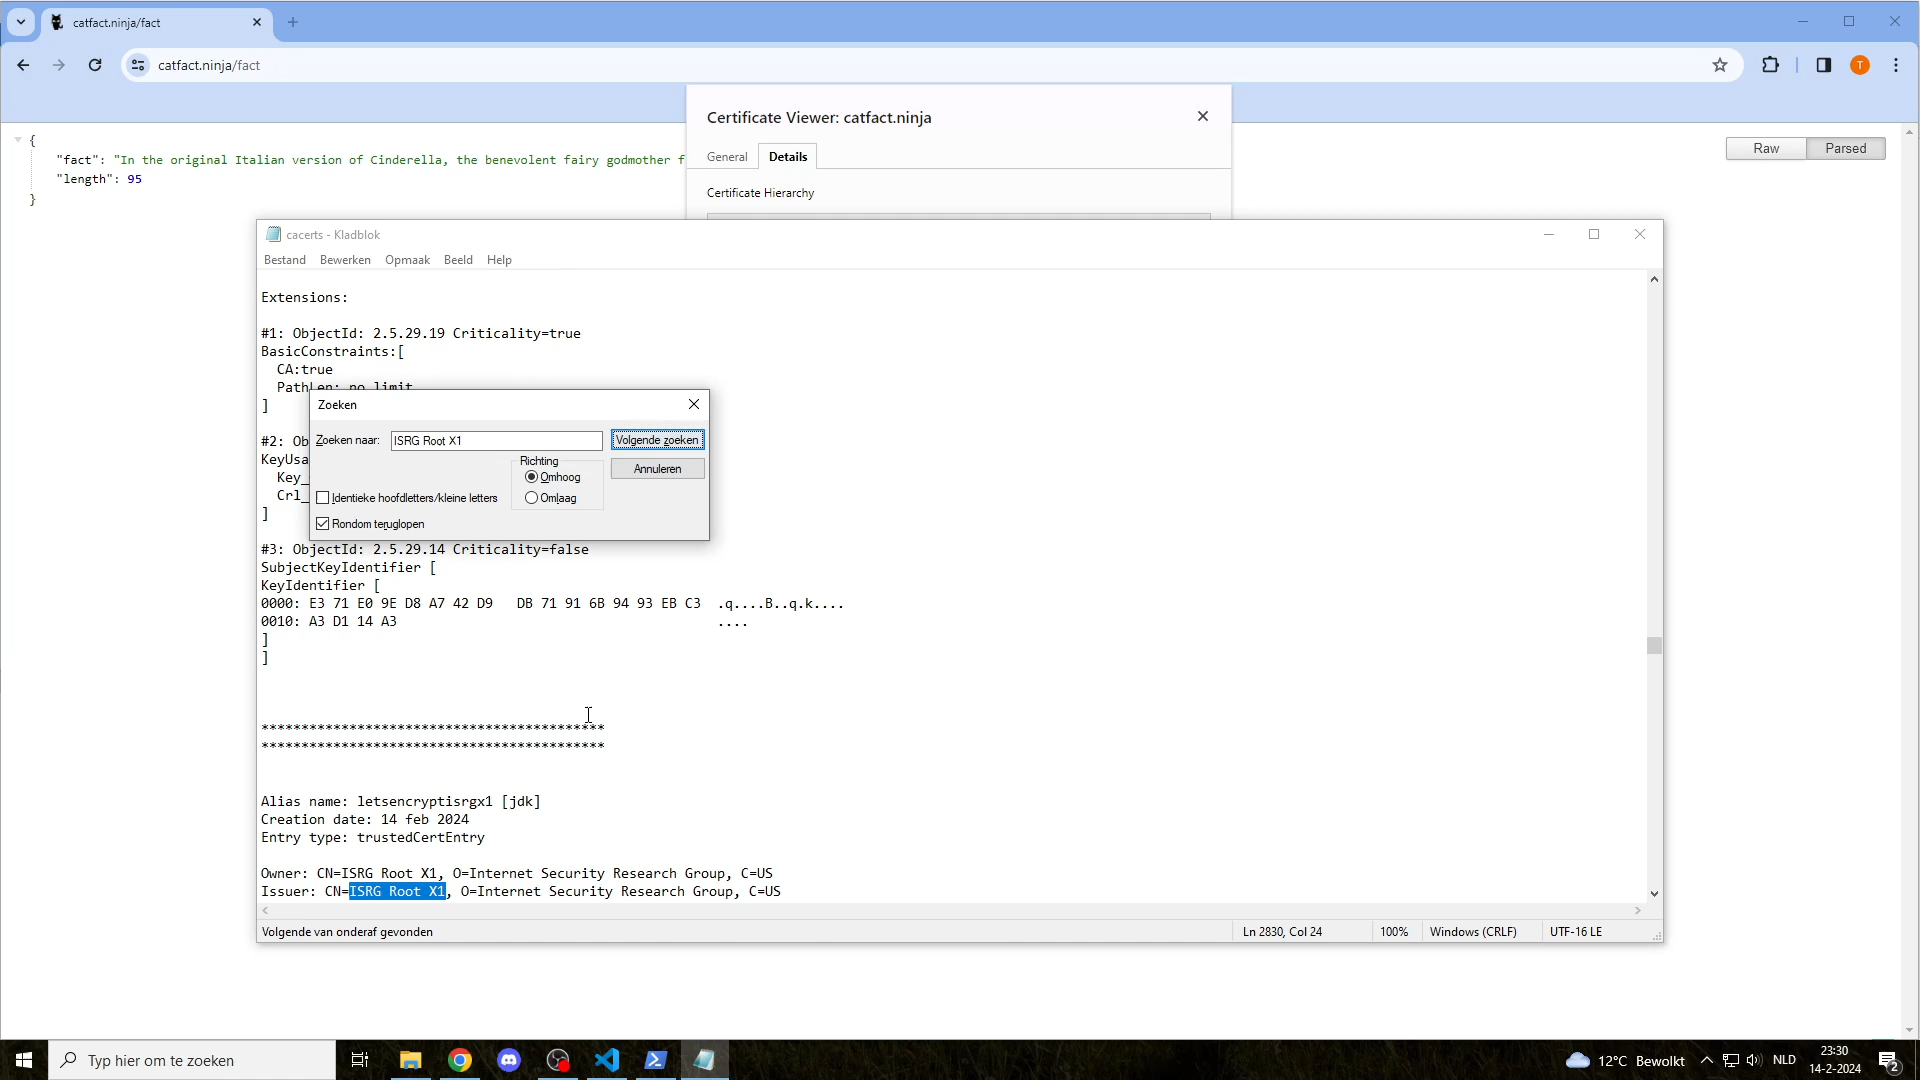 catfact.ninja/fact
catfact.ninja/fact
T
Certificate Viewer: catfact.ninja
General
Details
Certificate Hierarchy
{
"fact": "In the original Italian version of Cinderella, the benevolent fairy godmother f
"length": 95
}
Raw
Parsed
cacerts - Kladblok
Bestand
Bewerken
Opmaak
Beeld
Help
Extensions:
#1: ObjectId: 2.5.29.19 Criticality=true
BasicConstraints:[
CA:true
PathLen: no limit
]
#2: Ob
KeyUsa
Key_
Crl_
]
Zoeken
Zoeken naar:
ISRG Root X1
Volgende zoeken
Richting
Omhoog
Annuleren
Identieke hoofdletters/kleine letters
Omlaag
Rondom teruglopen
#3: ObjectId: 2.5.29.14 Criticality=false
SubjectKeyIdentifier [
KeyIdentifier [
0000: E3 71 E0 9E D8 A7 42 D9   DB 71 91 6B 94 93 EB C3  .q....B..q.k....
0010: A3 D1 14 A3                                        ....
]
]
*******************************************
*******************************************
Alias name: letsencryptisrgx1 [jdk]
Creation date: 14 feb 2024
Entry type: trustedCertEntry
Owner: CN=ISRG Root X1, O=Internet Security Research Group, C=US
Issuer: CN=ISRG Root X1, O=Internet Security Research Group, C=US
Volgende van onderaf gevonden
Ln 2830, Col 24
100%
Windows (CRLF)
UTF-16 LE
Typ hier om te zoeken
12°C Bewolkt
NLD
23:30
14-2-2024
2